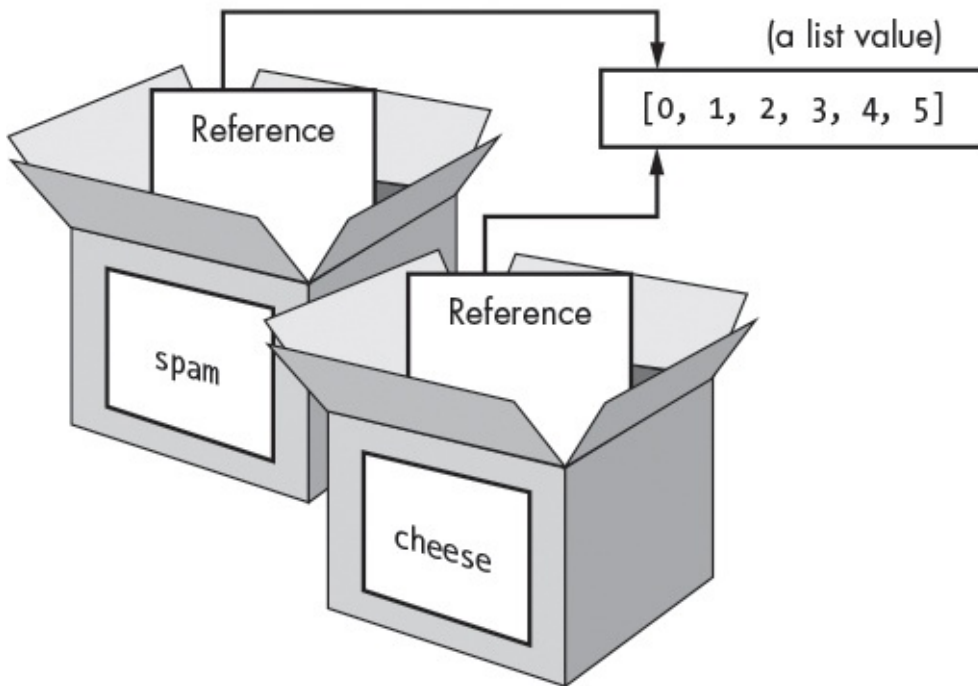 (a list value)
[0, 1, 2, 3, 4, 5]
Reference
spam
Reference
cheese